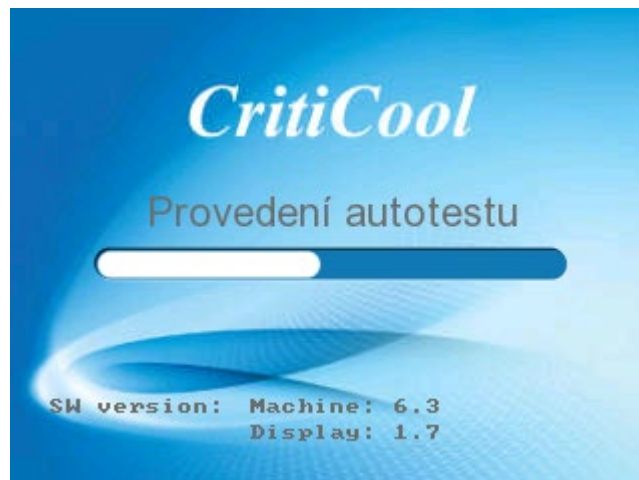 CritiCool
Provedení autotestu
SW version: Machine: 6.3
Display: 1.7